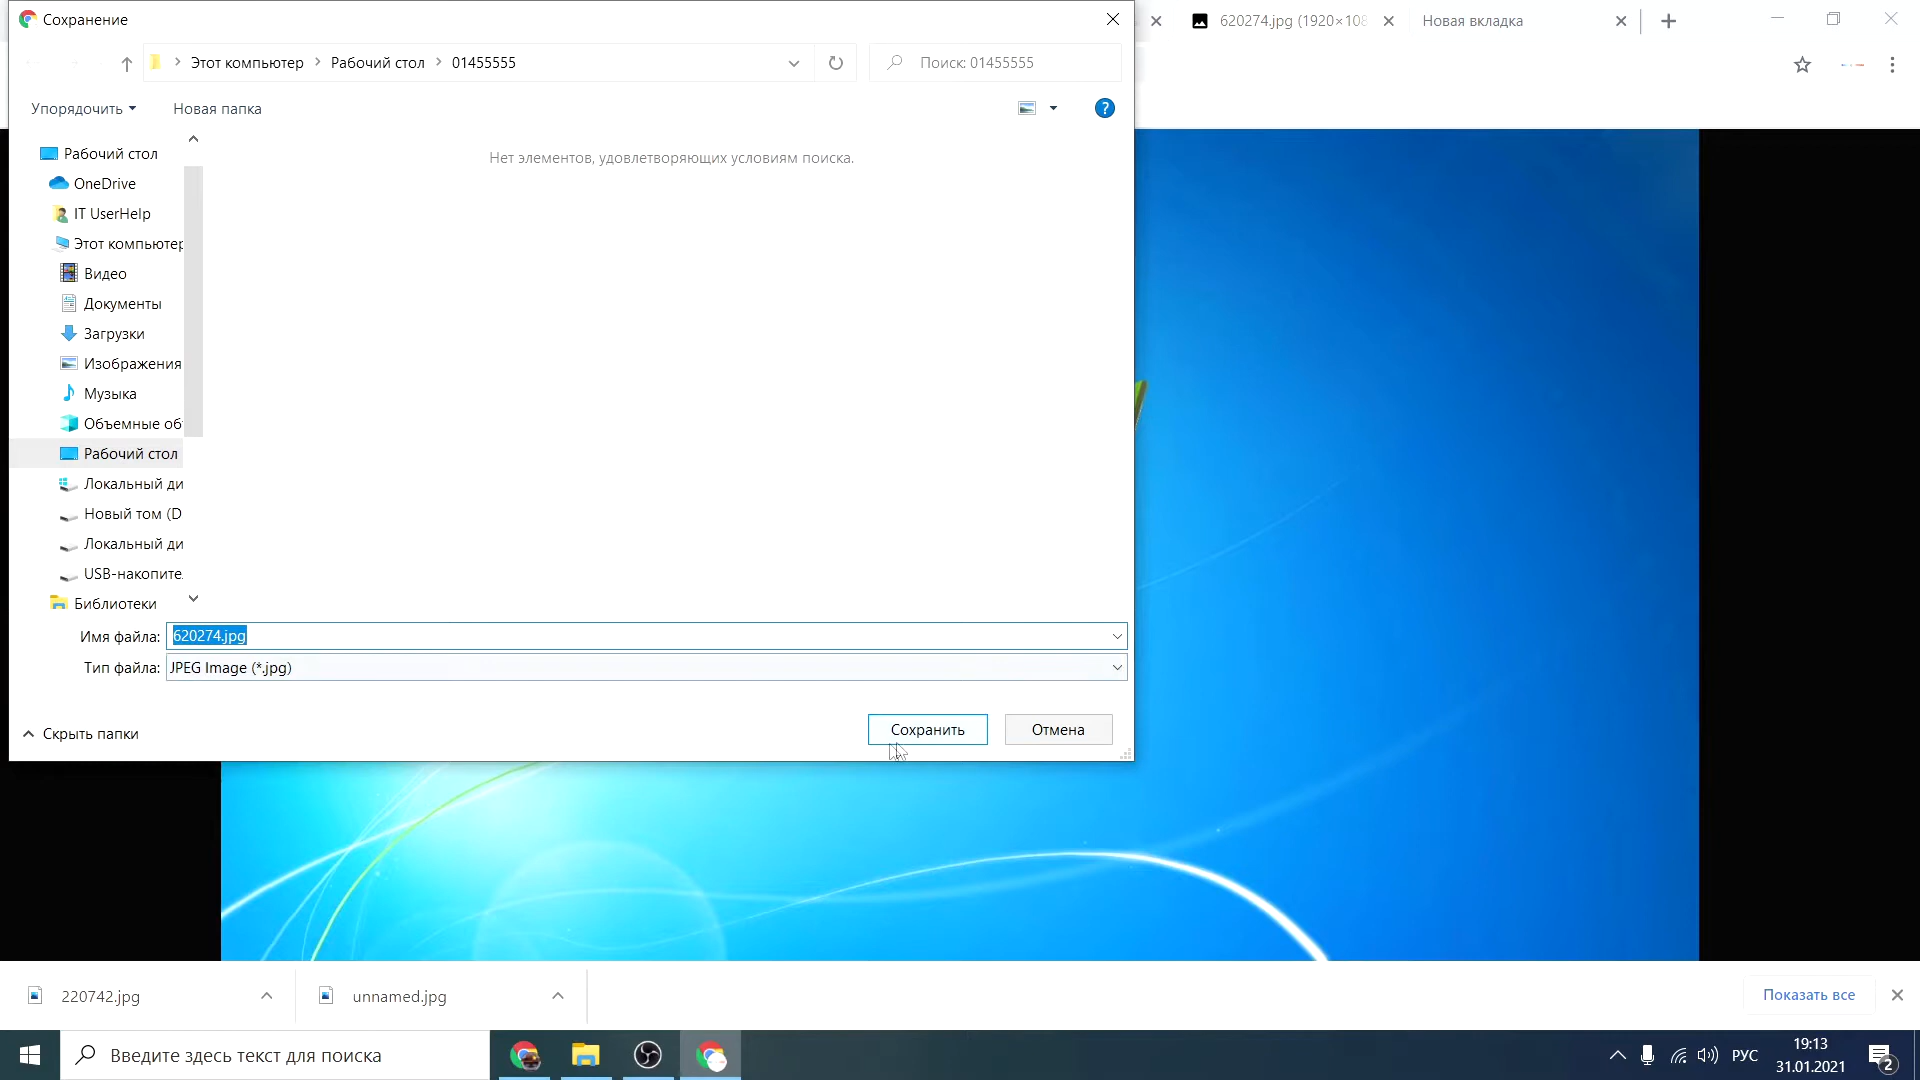 Сохранение
620274.jpg (1920×108
Новая вкладка
Этот компьютер
Рабочий стол
01455555
Поиск: 01455555
Упорядочить
Новая папка
?
Нет элементов, удовлетворяющих условиям поиска.
Рабочий стол
OneDrive
IT UserHelp
Этот компьютер
Видео
Документы
Загрузки
Изображения
Музыка
Объемные об
Рабочий стол
Локальный ди
Новый том (D
Локальный ди
USB-накопите
Библиотеки
Имя файла: 620274.jpg
Тип файла: JPEG Image (*.jpg)
Скрыть папки
Сохранить
Отмена
220742.jpg
unnamed.jpg
Показать все
Введите здесь текст для поиска
РУС
19:13
31.01.2021
2